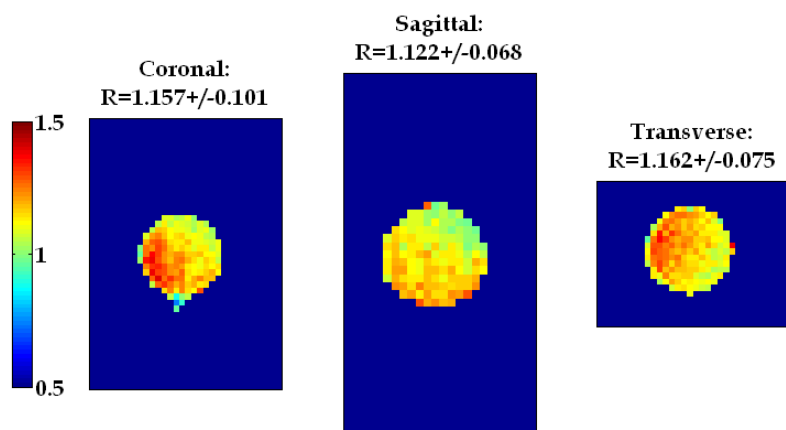 Sagittal:
R=1.122+/-0.068
Coronal:
R=1.157+/-0.101
Transverse:
R=1.162+/-0.075
1.5
1
0.5